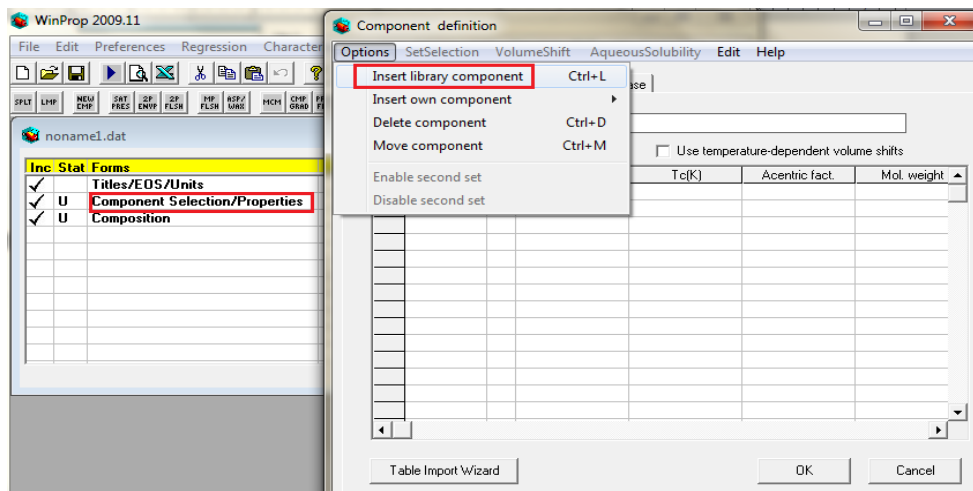 WinProp 2009.11
File Edit Preferences Regression Character
SPLT LMP NEW CMP SAT PRES 2P ENVP 2P FLSH MP FLSH ASP/ WAX MCM CMP GRAD
noname1.dat
Inc Stat Forms
Titles/EOS/Units
U Component Selection/Properties
U Composition
Component definition
Options SetSelection VolumeShift AqueousSolubility Edit Help
Insert library component Ctrl+L
Insert own component
Delete component Ctrl+D
Move component Ctrl+M
Enable second set
Disable second set
ase
Use temperature-dependent volume shifts
Tc(K) Acentric fact. Mol. weight
Table Import Wizard OK Cancel